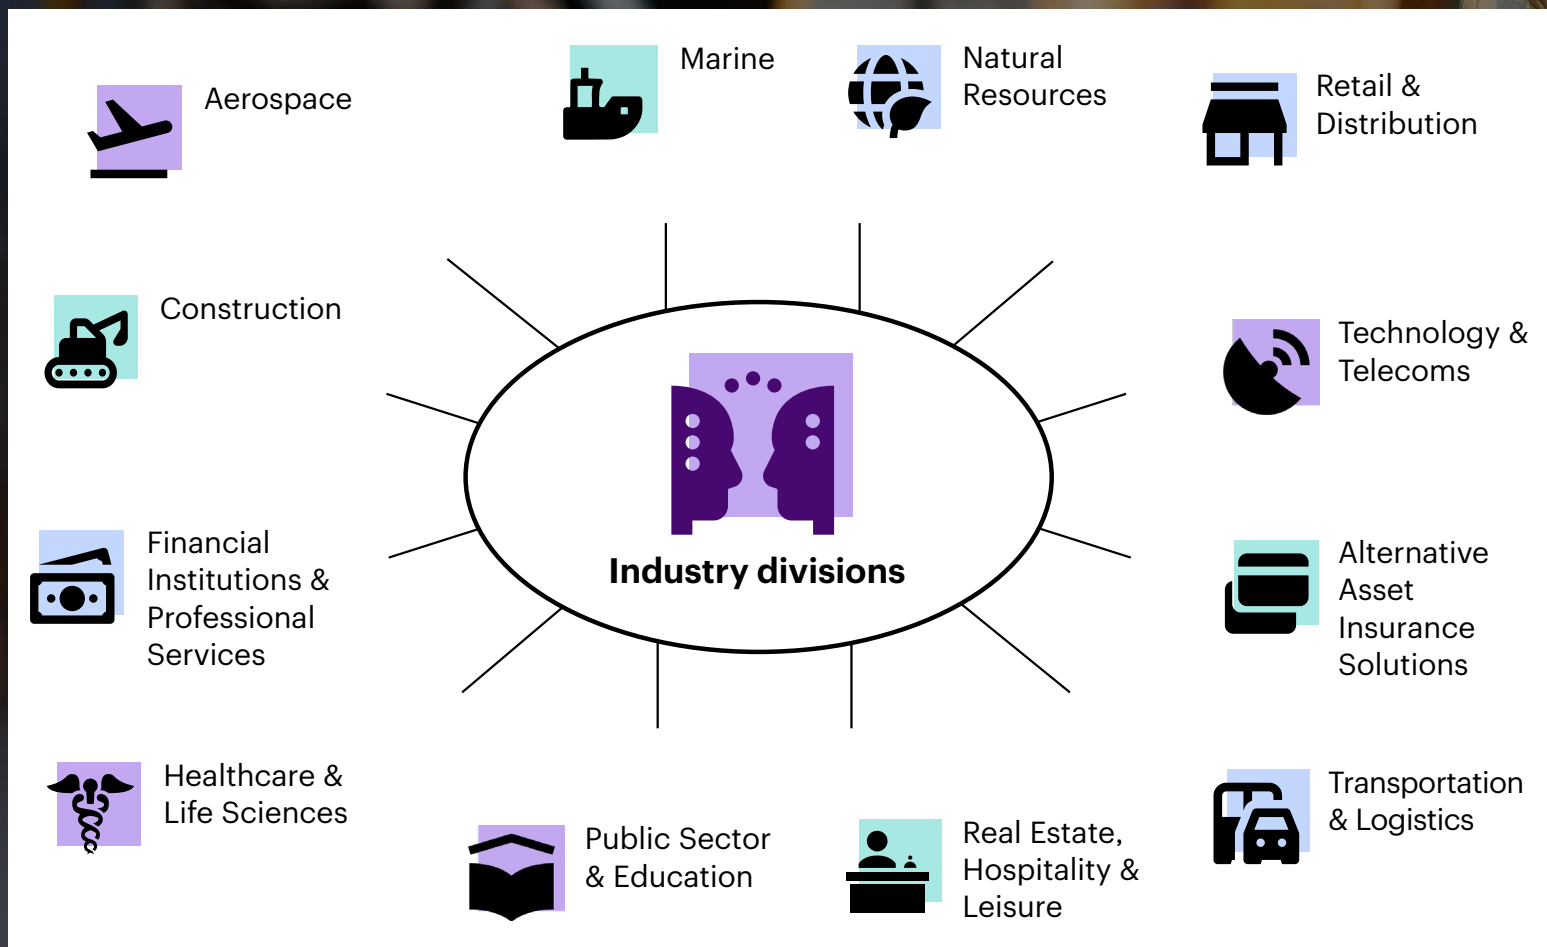 Aerospace
Marine
Natural
Resources
Retail &
Distribution
Construction
Technology &
Telecoms
Industry divisions
Financial
Institutions &
Professional
Services
Alternative
Asset
Insurance
Solutions
Healthcare &
Life Sciences
Public Sector
& Education
Real Estate,
Hospitality &
Leisure
Transportation
& Logistics